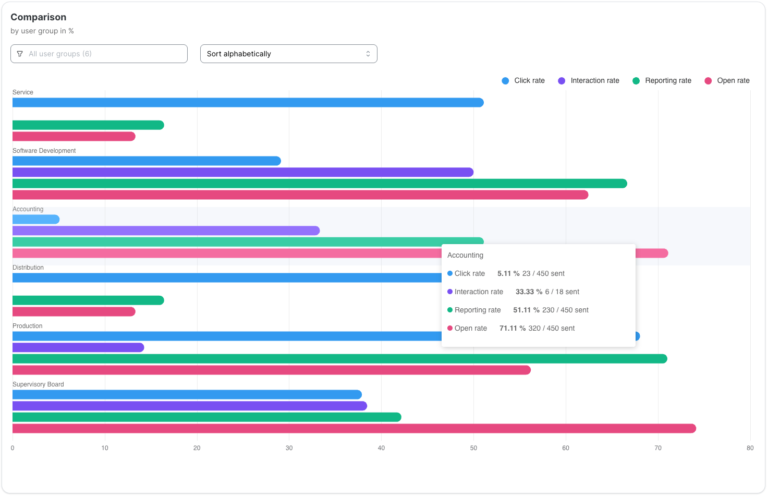 Comparison
by user group in %
All user groups (6)
Sort alphabetically
Click rate
Interaction rate
Reporting rate
Open rate
Service
Software Development
Accounting
Accounting
Click rate 5.11 % 23 / 450 sent
Interaction rate 33.33 % 6 / 18 sent
Reporting rate 51.11 % 230 / 450 sent
Open rate 71.11 % 320 / 450 sent
Distribution
Production
Supervisory Board
0 10 20 30 40 50 60 70 80